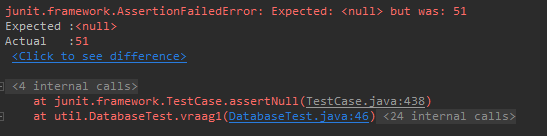 junit.framework.AssertionFailedError: Expected: <null> but was: 51
Expected :<null>
Actual   :51
<Click to see difference>
<4 internal calls>
at junit.framework.TestCase.assertNull(TestCase.java:438)
at util.DatabaseTest.vraag1(DatabaseTest.java:46) <24 internal calls>